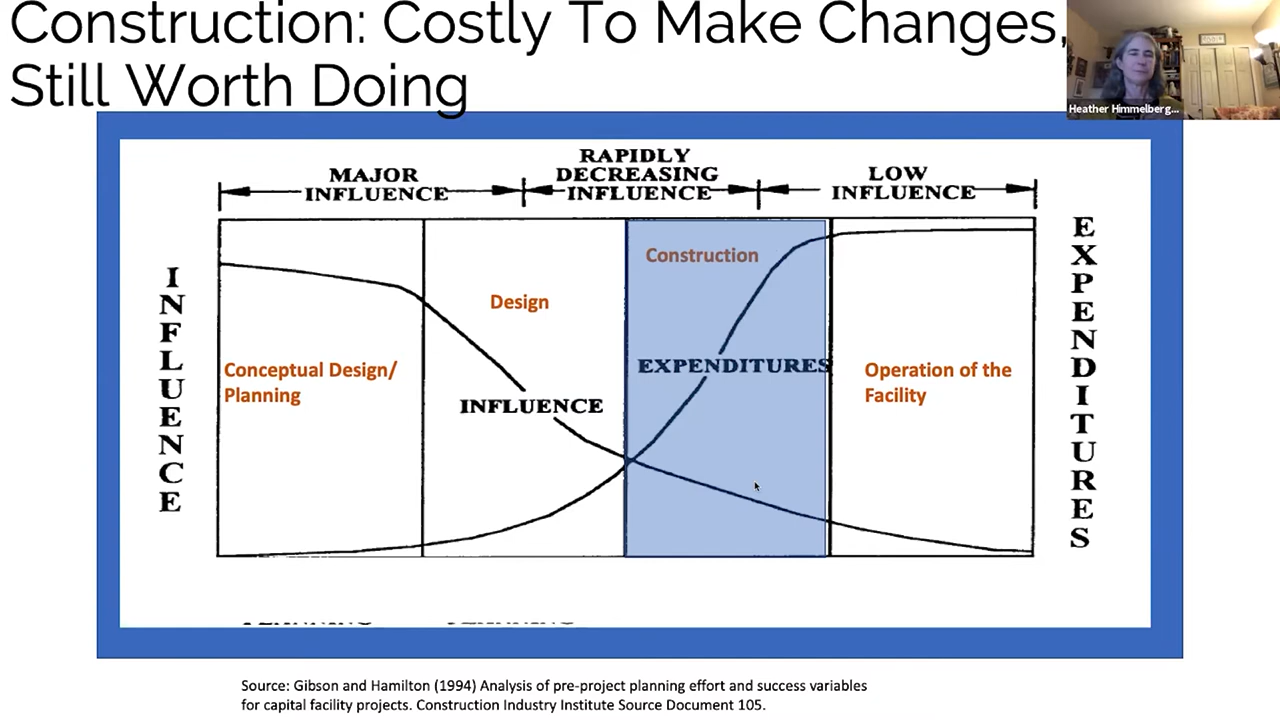 Construction: Costly To Make Changes,
Still Worth Doing
Heather Himmelberg...
MAJOR
INFLUENCE
RAPIDLY
DECREASING
INFLUENCE
LOW
INFLUENCE
INFLUENCE
Conceptual Design/
Planning
Design
INFLUENCE
Construction
EXPENDITURES
Operation of the
Facility
EXPENDITURES
Source: Gibson and Hamilton (1994) Analysis of pre-project planning effort and success variables
for capital facility projects. Construction Industry Institute Source Document 105.